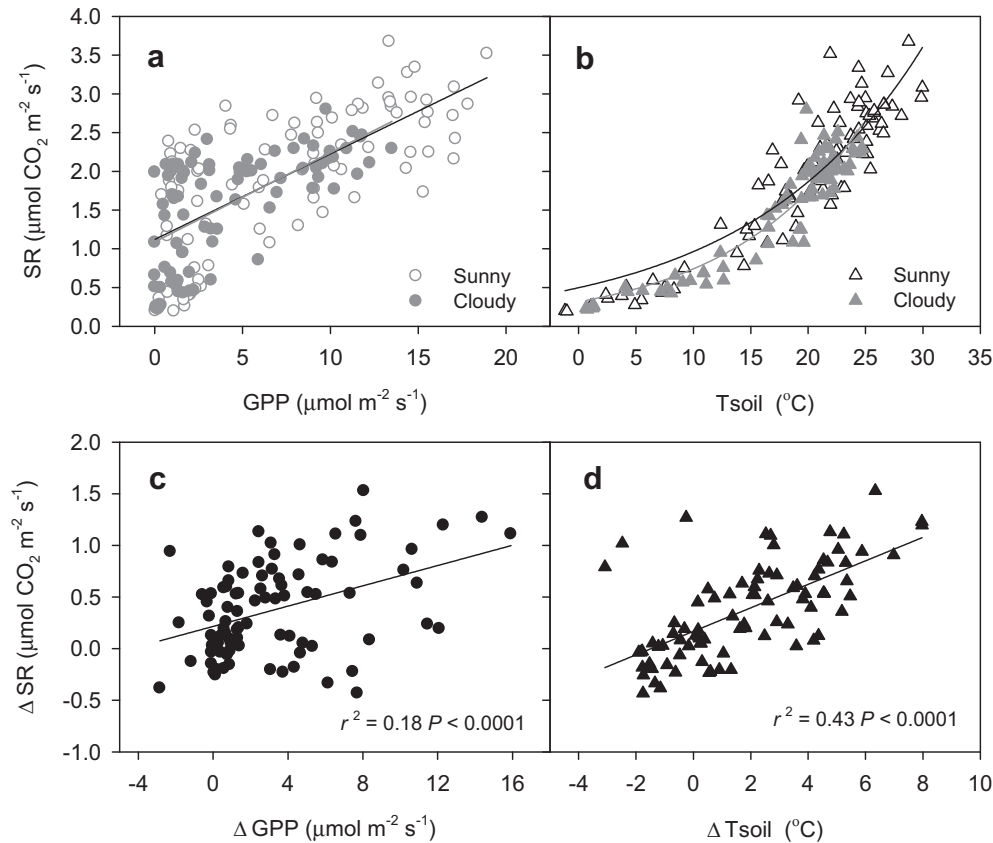 4.0
3.5
3.0
2.5
2.0
1.5
1.0
0.5
0.0
SR (μmol CO2 m-2 s-1)
a
Sunny
Cloudy
0 5 10 15 20
GPP (μmol m-2 s-1)
b
Sunny
Cloudy
0 5 10 15 20 25 30 35
Tsoil (oC)
2.0
1.5
1.0
0.5
0.0
-0.5
-1.0
Δ SR (μmol CO2 m-2 s-1)
c
r 2 = 0.18 P < 0.0001
-4 0 4 8 12 16
Δ GPP (μmol m-2 s-1)
d
r 2 = 0.43 P < 0.0001
-4 -2 0 2 4 6 8 10
Δ Tsoil (oC)